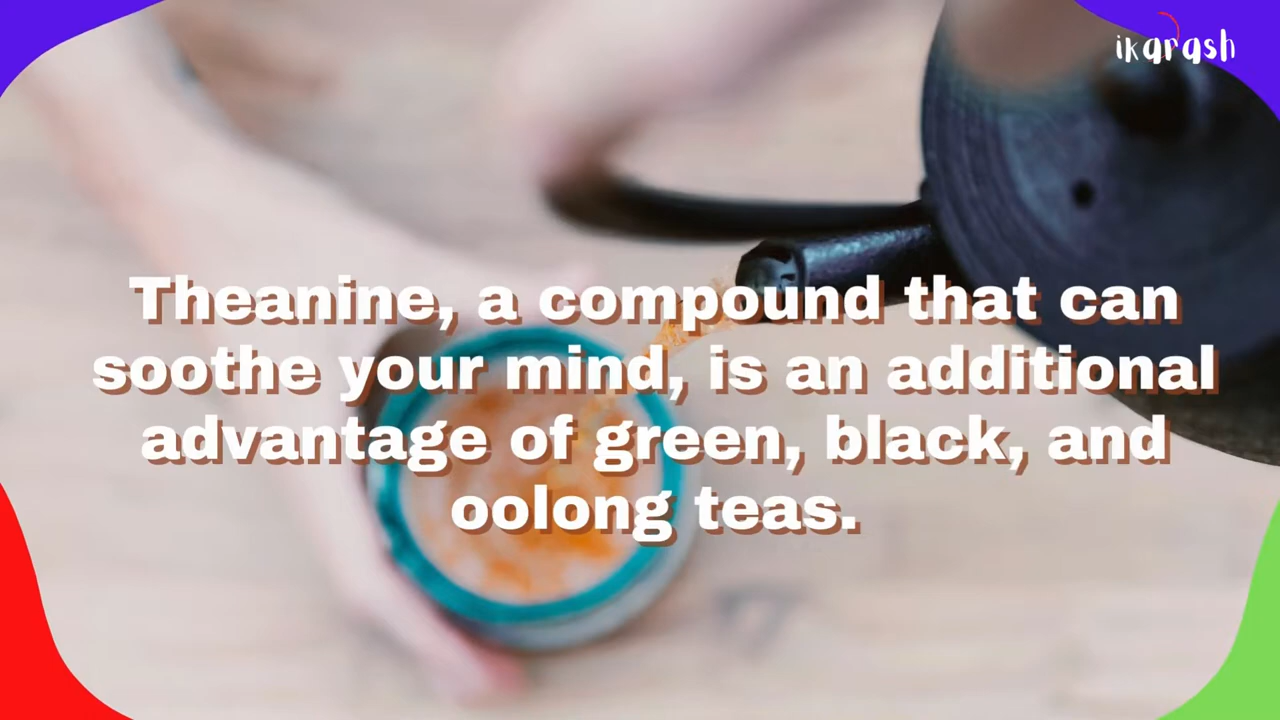 ikarash
Theanine, a compound that can
soothe your mind, is an additional
advantage of green, black, and
oolong teas.